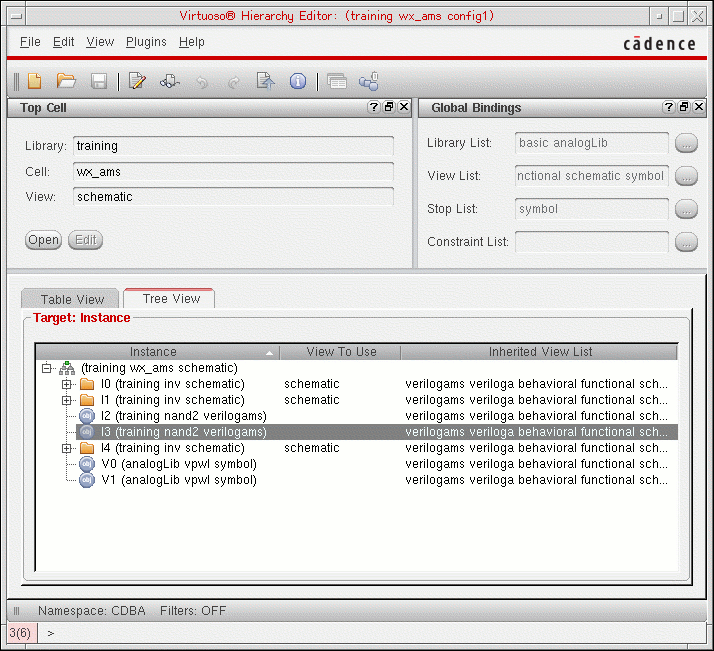 Virtuoso® Hierarchy Editor: (training wx_ams config1)
File Edit View Plugins Help
cādence
Top Cell
Library: training
Cell: wx_ams
View: schematic
Open Edit
Global Bindings
Library List: basic analogLib ...
View List: nctional schematic symbol ...
Stop List: symbol ...
Constraint List: ...
Table View Tree View
Target: Instance
Instance View To Use Inherited View List
(training wx_ams schematic)
I0 (training inv schematic) schematic verilogams veriloga behavioral functional sch...
I1 (training inv schematic) schematic verilogams veriloga behavioral functional sch...
obj I2 (training nand2 verilogams) verilogams veriloga behavioral functional sch...
obj I3 (training nand2 verilogams) verilogams veriloga behavioral functional sch...
I4 (training inv schematic) schematic verilogams veriloga behavioral functional sch...
obj V0 (analogLib vpwl symbol) verilogams veriloga behavioral functional sch...
obj V1 (analogLib vpwl symbol) verilogams veriloga behavioral functional sch...
Namespace: CDBA Filters: OFF
3(6) >